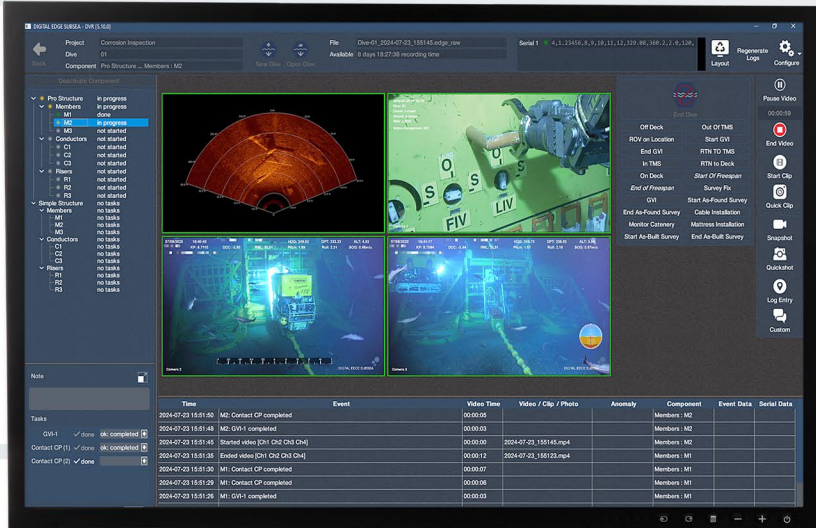 DIGITAL EDGE SUBSEA - DVR [5.10.0]
Back
Project Corrosion Inspection
Dive 01
Component Pro Structure ... Members : M2
New Dive Open Dive
File Dive-01_2024-07-23_155145.edge_raw
Available 8 days 18:27:38 recording time
Serial 1 4,1.23456,8,9,10,11,12,329.08,360.2,2.0,120,
Layout
Regenerate
Logs
Configure
Deactivate Component
Pro Structure in progress
Members in progress
M1 done
M2 in progress
M3 not started
Conductors not started
C1 not started
C2 not started
C3 not started
Risers not started
R1 not started
R2 not started
R3 not started
Simple Structure no tasks
Members no tasks
M1 no tasks
M2 no tasks
M3 no tasks
Conductors no tasks
C1 no tasks
C2 no tasks
C3 no tasks
Risers no tasks
R1 no tasks
R2 no tasks
R3 no tasks
Note
Tasks
GVI-1 done ok: completed
Contact CP (1) done ok: completed
Contact CP (2) done
O
S
O
S
S
LIV
FIV
Camera 2
DIGITAL EDGE SUBSEA
Camera 3
DIGITAL EDGE SUBSEA
End Dive
Off Deck Out Of TMS
ROV on Location Start GVI
End GVI RTN TO TMS
In TMS RTN to Deck
On Deck Start Of Freespan
End of Freespan Survey Fix
GVI Start As-Found Survey
End As-Found Survey Cable Installation
Monitor Catenery Mattress Installation
Start As-Built Survey End As-Built Survey
Pause Video
00:00:59
End Video
Start Clip
Quick Clip
Snapshot
Quickshot
Log Entry
Custom
Time Event Video Time Video / Clip / Photo Anomaly Component Event Data Serial Data
2024-07-23 15:51:50 M2: Contact CP completed 00:00:05 Members : M2
2024-07-23 15:51:48 M2: GVI-1 completed 00:00:03 Members : M2
2024-07-23 15:51:45 Started video [Ch1 Ch2 Ch3 Ch4] 00:00:00 2024-07-23_155145.mp4 Members : M2
2024-07-23 15:51:35 Ended video [Ch1 Ch2 Ch3 Ch4] 00:00:12 2024-07-23_155123.mp4 Members : M1
2024-07-23 15:51:30 M1: Contact CP completed 00:00:07 Members : M1
2024-07-23 15:51:29 M1: Contact CP completed 00:00:06 Members : M1
2024-07-23 15:51:26 M1: GVI-1 completed 00:00:03 Members : M1